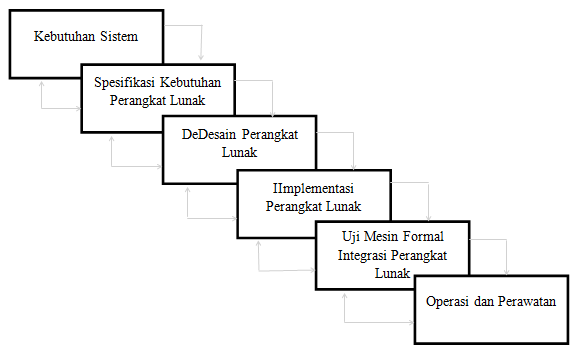 Kebutuhan Sistem
Spesifikasi Kebutuhan
Perangkat Lunak
DeDesain Perangkat
Lunak
IImplementasi
Perangkat Lunak
Uji Mesin Formal
Integrasi Perangkat
Lunak
Operasi dan Perawatan